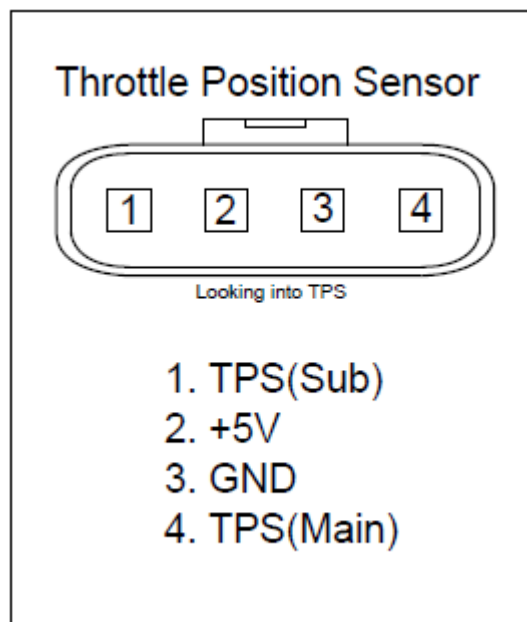 Throttle Position Sensor
1 2 3 4
Looking into TPS
1. TPS(Sub)
2. +5V
3. GND
4. TPS(Main)